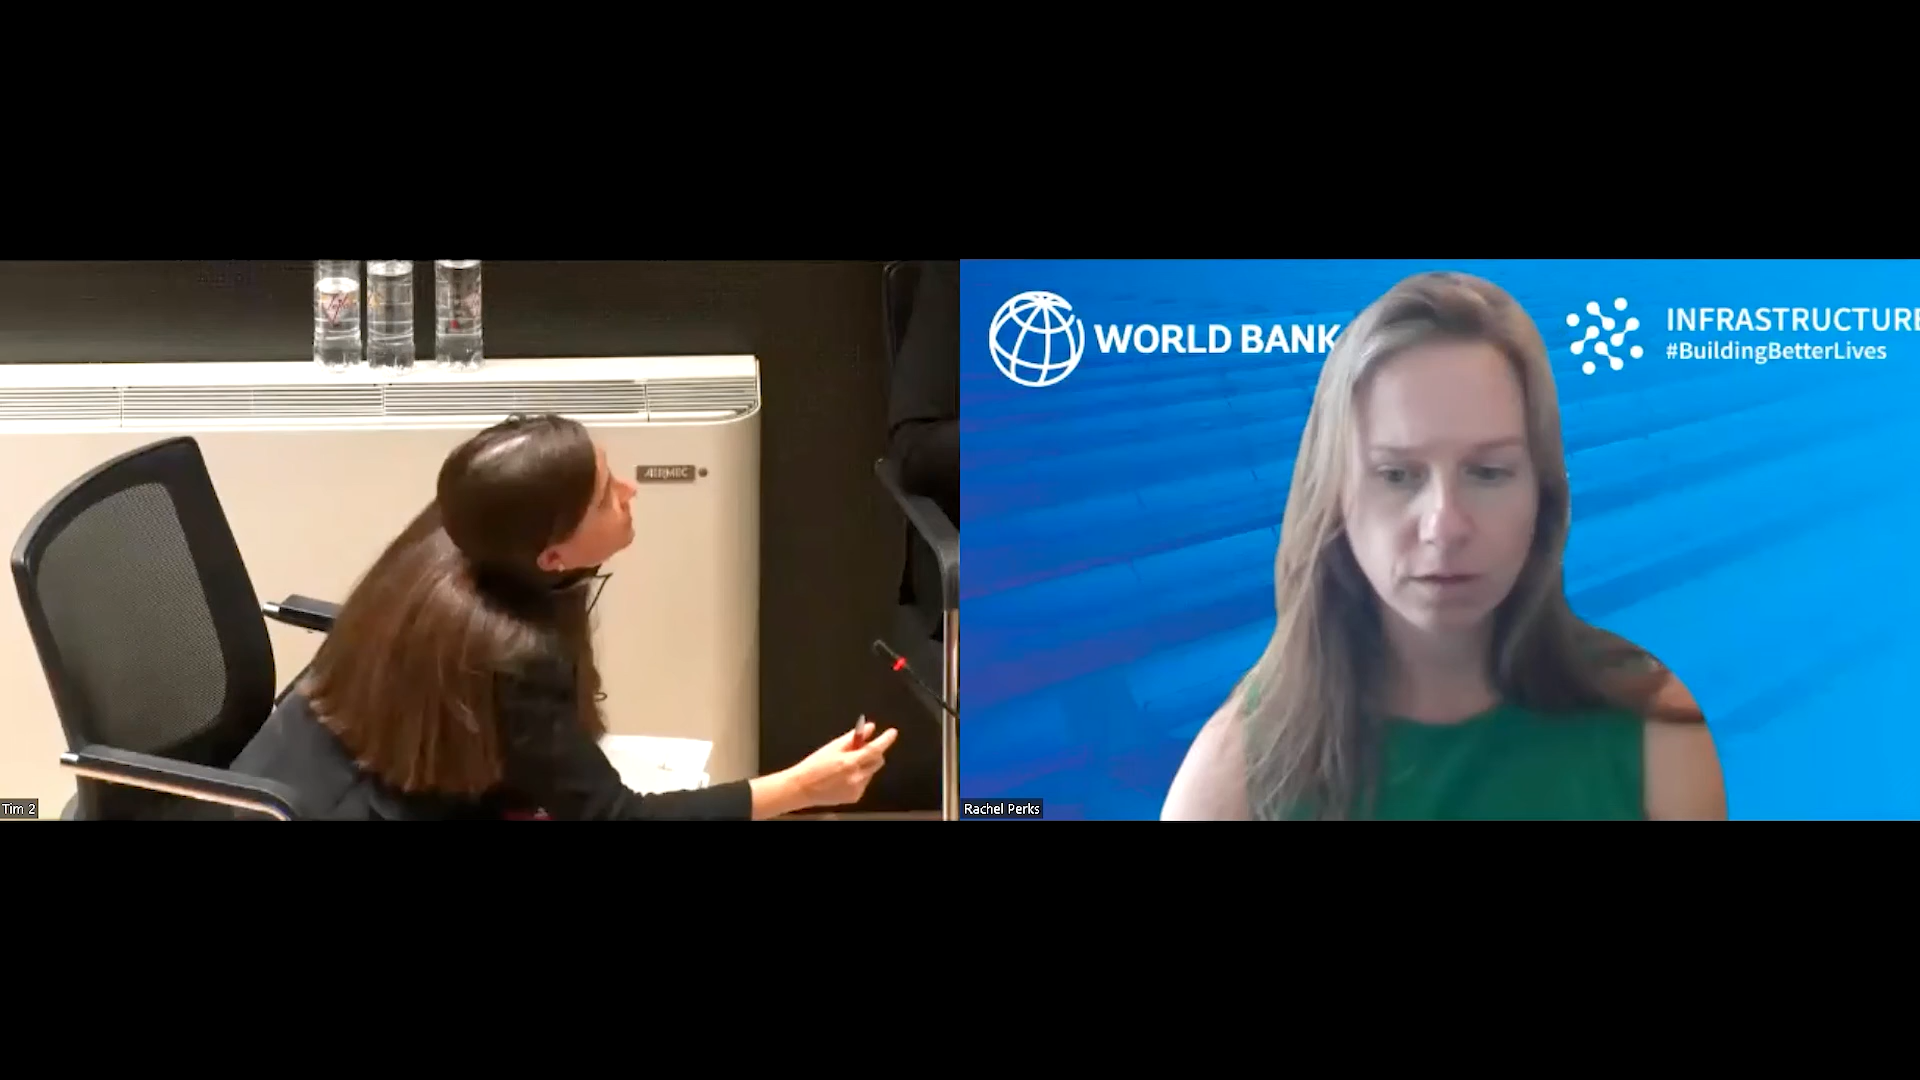 AERMEC
Tim 2
WORLD BANK
INFRASTRUCTURE
#BuildingBetterLives
Rachel Perks